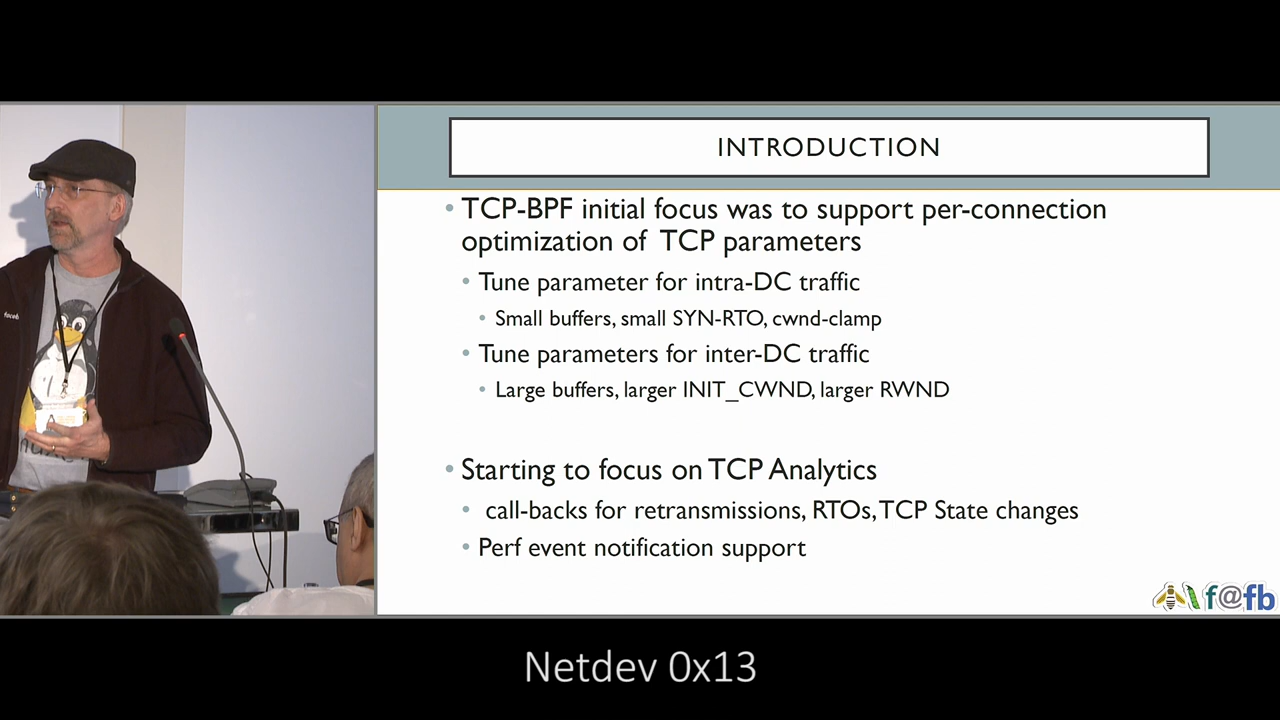 INTRODUCTION
• TCP-BPF initial focus was to support per-connection
optimization of TCP parameters
• Tune parameter for intra-DC traffic
• Small buffers, small SYN-RTO, cwnd-clamp
• Tune parameters for inter-DC traffic
• Large buffers, larger INIT_CWND, larger RWND
• Starting to focus on TCP Analytics
• call-backs for retransmissions, RTOs, TCP State changes
• Perf event notification support
f@fb
Netdev 0x13